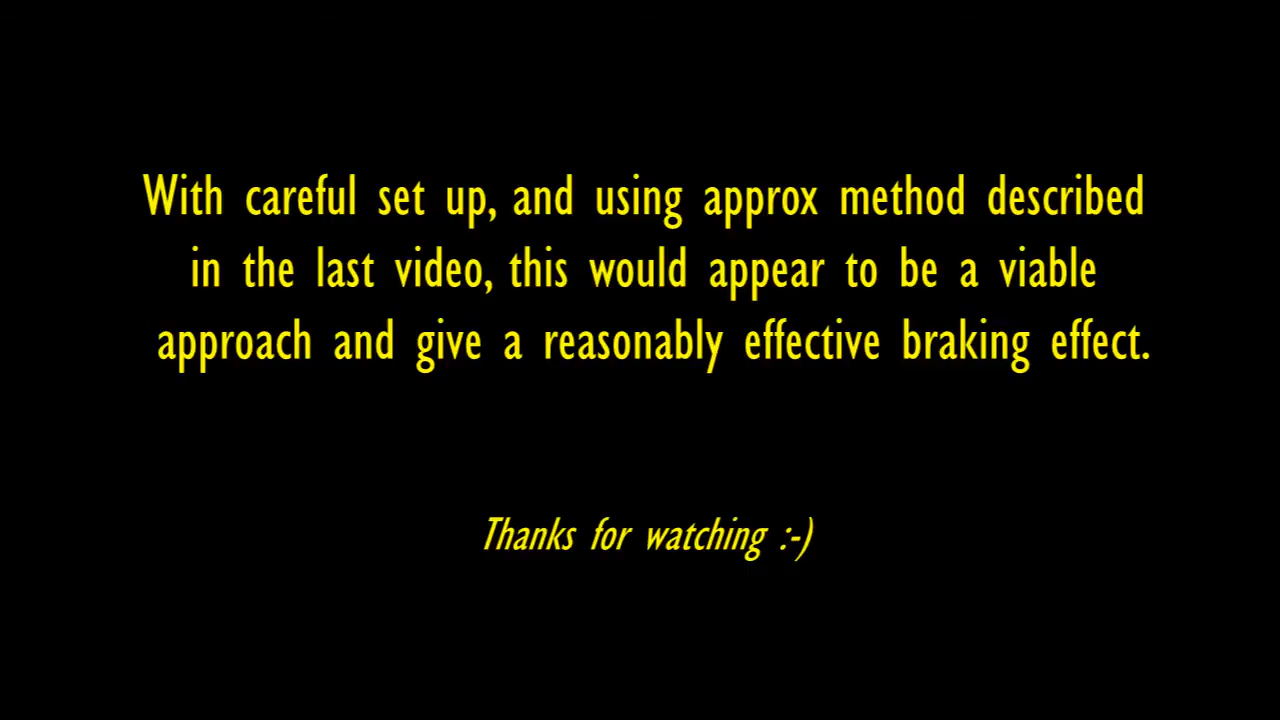 With careful set up, and using approx method described
in the last video, this would appear to be a viable
approach and give a reasonably effective braking effect.
Thanks for watching :-)